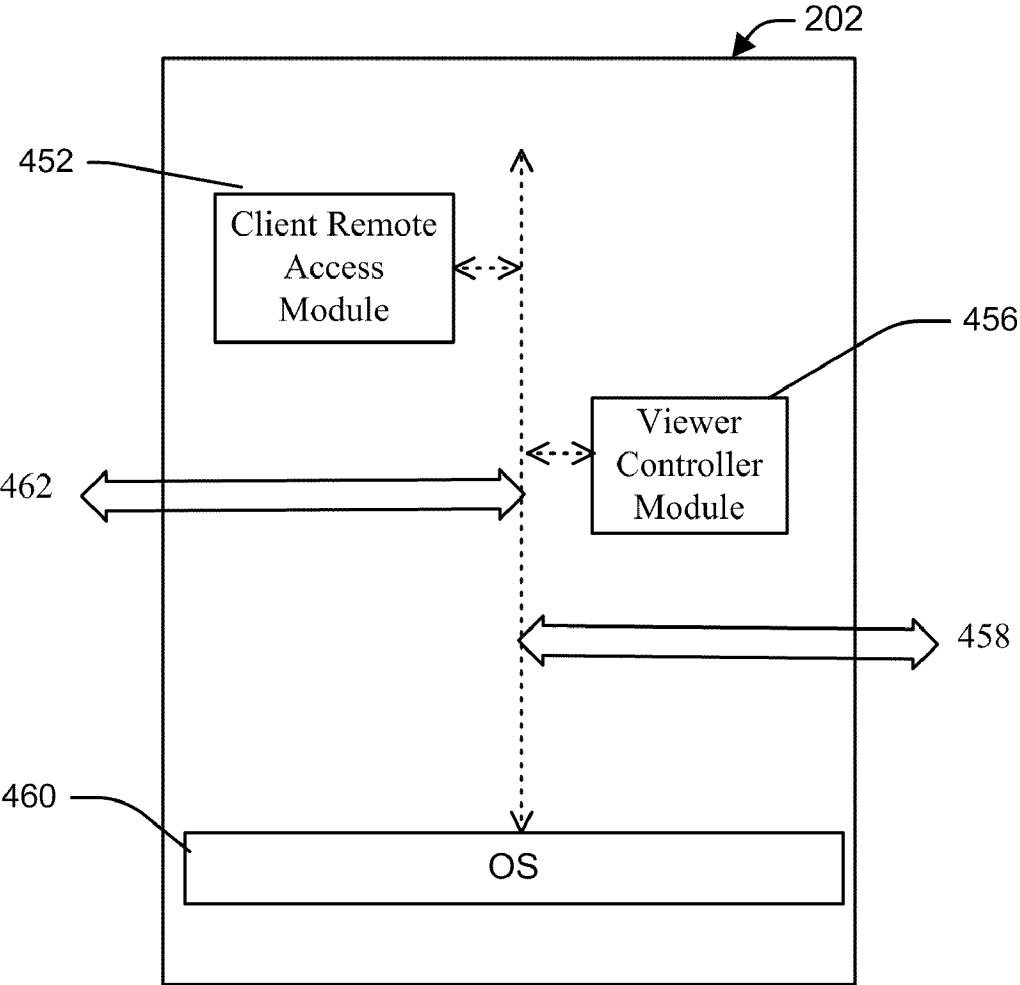 202
452
Client Remote
Access
Module
456
Viewer
Controller
Module
462
458
460
OS